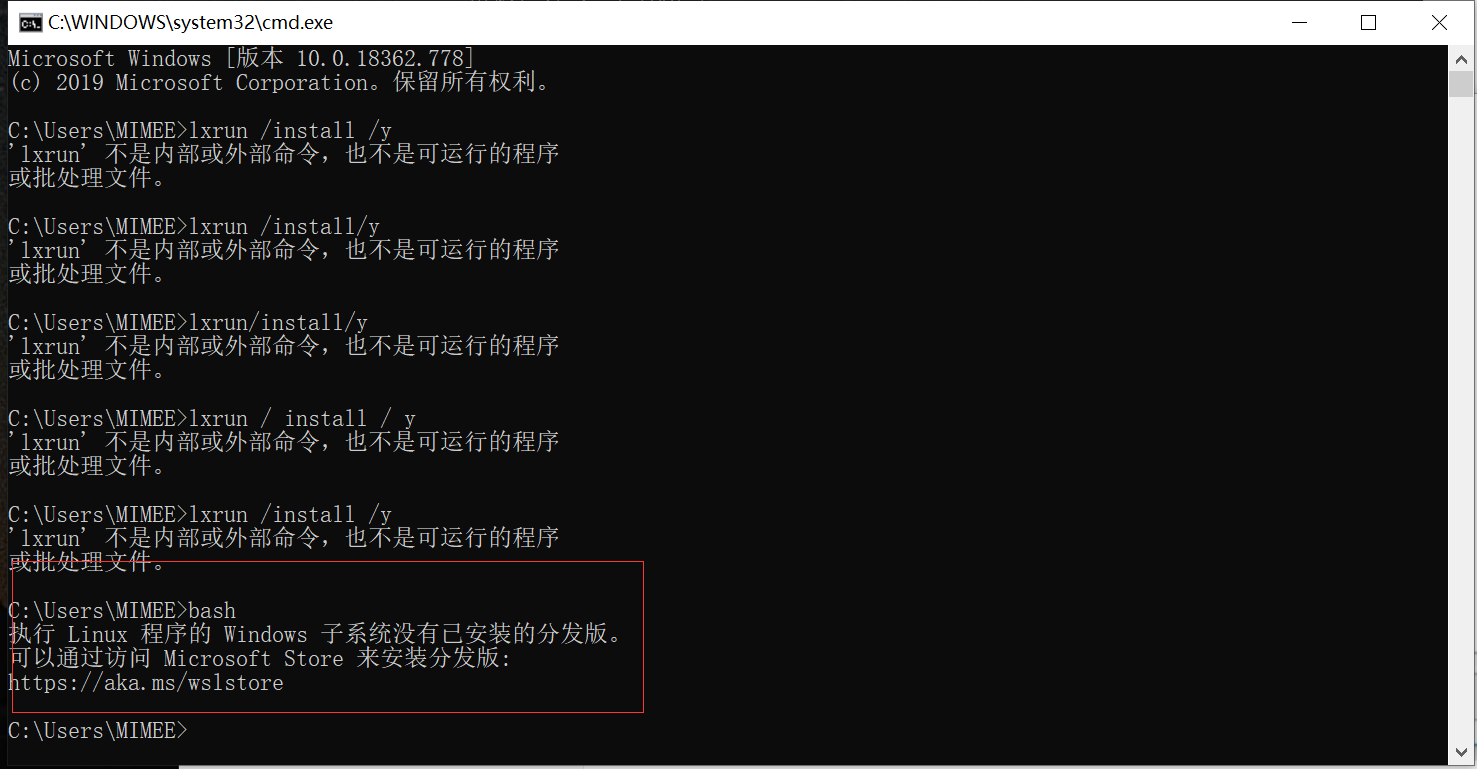 C:\WINDOWS\system32\cmd.exe
Microsoft Windows [版本 10.0.18362.778]
(c) 2019 Microsoft Corporation。保留所有权利。
C:\Users\MIMEE>lxrun /install /y
'lxrun' 不是内部或外部命令，也不是可运行的程序
或批处理文件。
C:\Users\MIMEE>lxrun /install/y
'lxrun' 不是内部或外部命令，也不是可运行的程序
或批处理文件。
C:\Users\MIMEE>lxrun/install/y
'lxrun' 不是内部或外部命令，也不是可运行的程序
或批处理文件。
C:\Users\MIMEE>lxrun / install / y
'lxrun' 不是内部或外部命令，也不是可运行的程序
或批处理文件。
C:\Users\MIMEE>lxrun /install /y
'lxrun' 不是内部或外部命令，也不是可运行的程序
或批处理文件。
C:\Users\MIMEE>bash
执行 Linux 程序的 Windows 子系统没有已安装的分发版。
可以通过访问 Microsoft Store 来安装分发版:
https://aka.ms/wslstore
C:\Users\MIMEE>